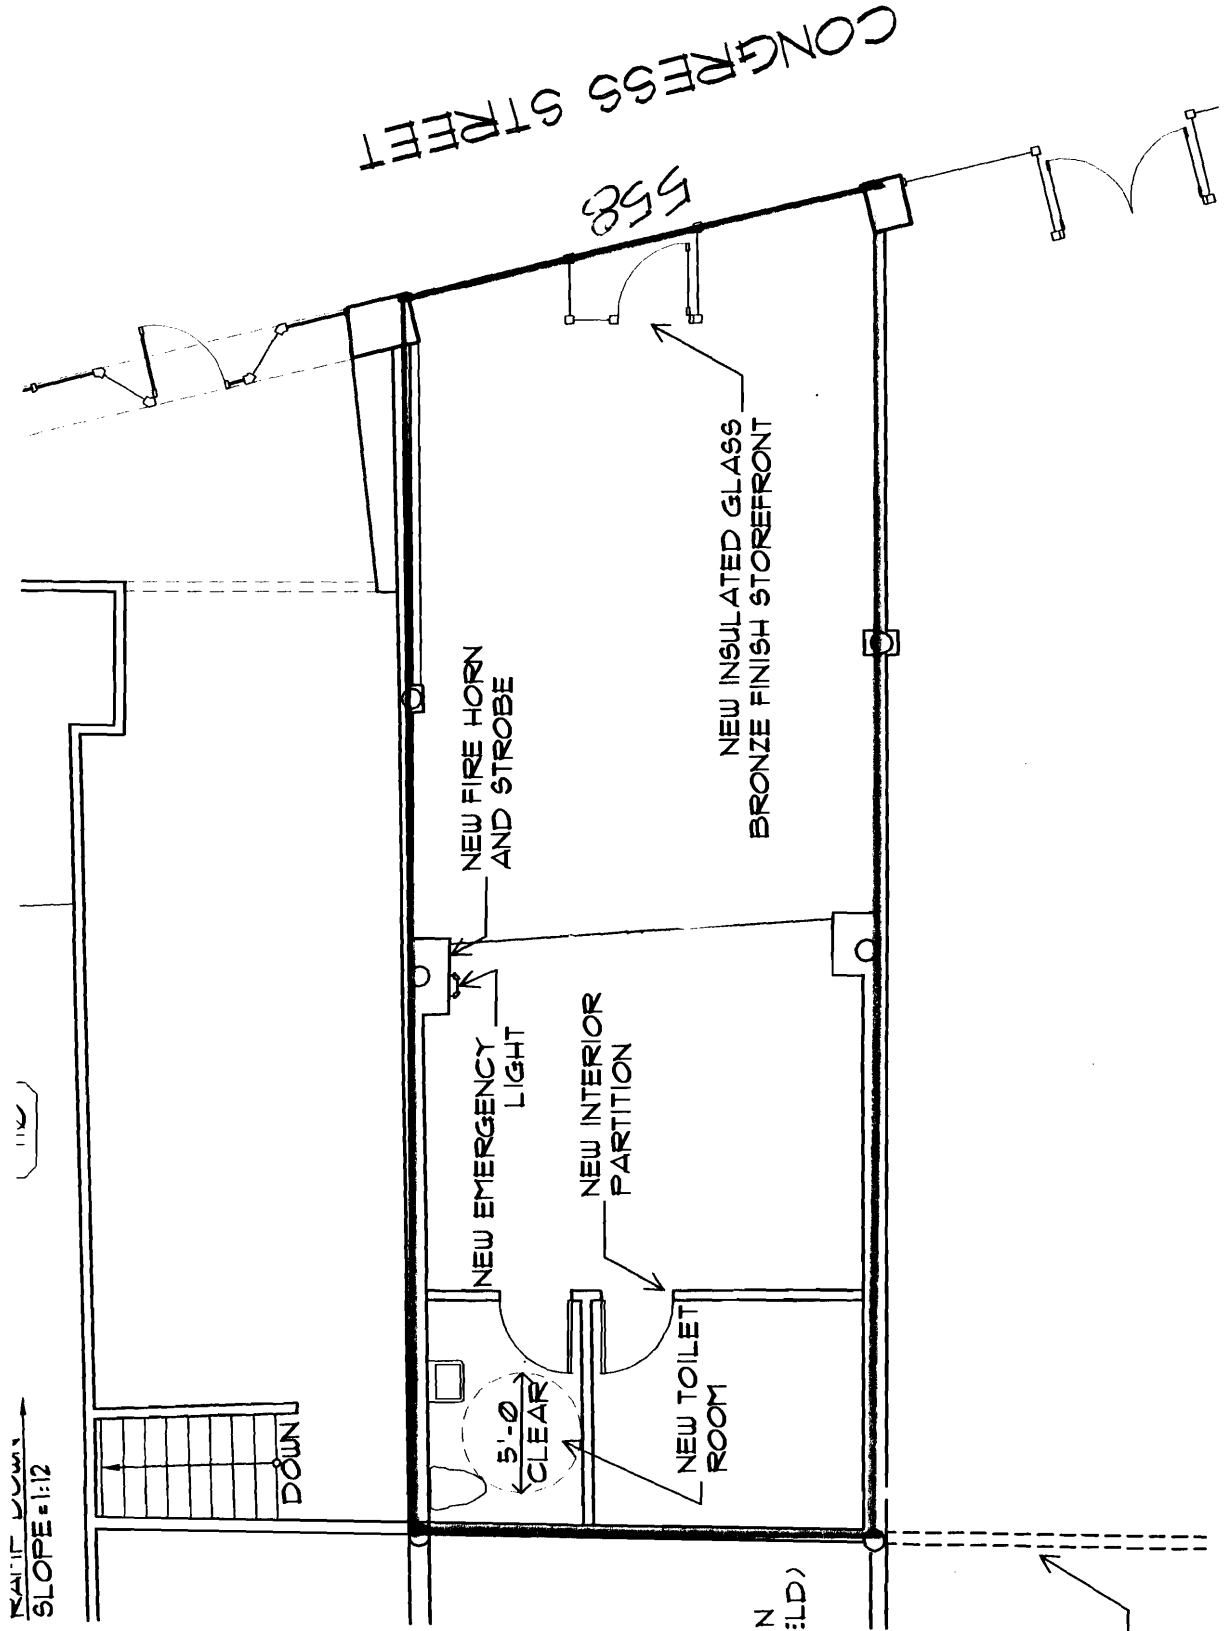 CONGRESS STREET
558
NEW INSULATED GLASS
BRONZE FINISH STOREFRONT
NEW FIRE HORN
AND STROBE
NEW EMERGENCY
LIGHT
NEW INTERIOR
PARTITION
NEW TOILET
ROOM
5'-0
CLEAR
DOWN
SLOPE = 1:12